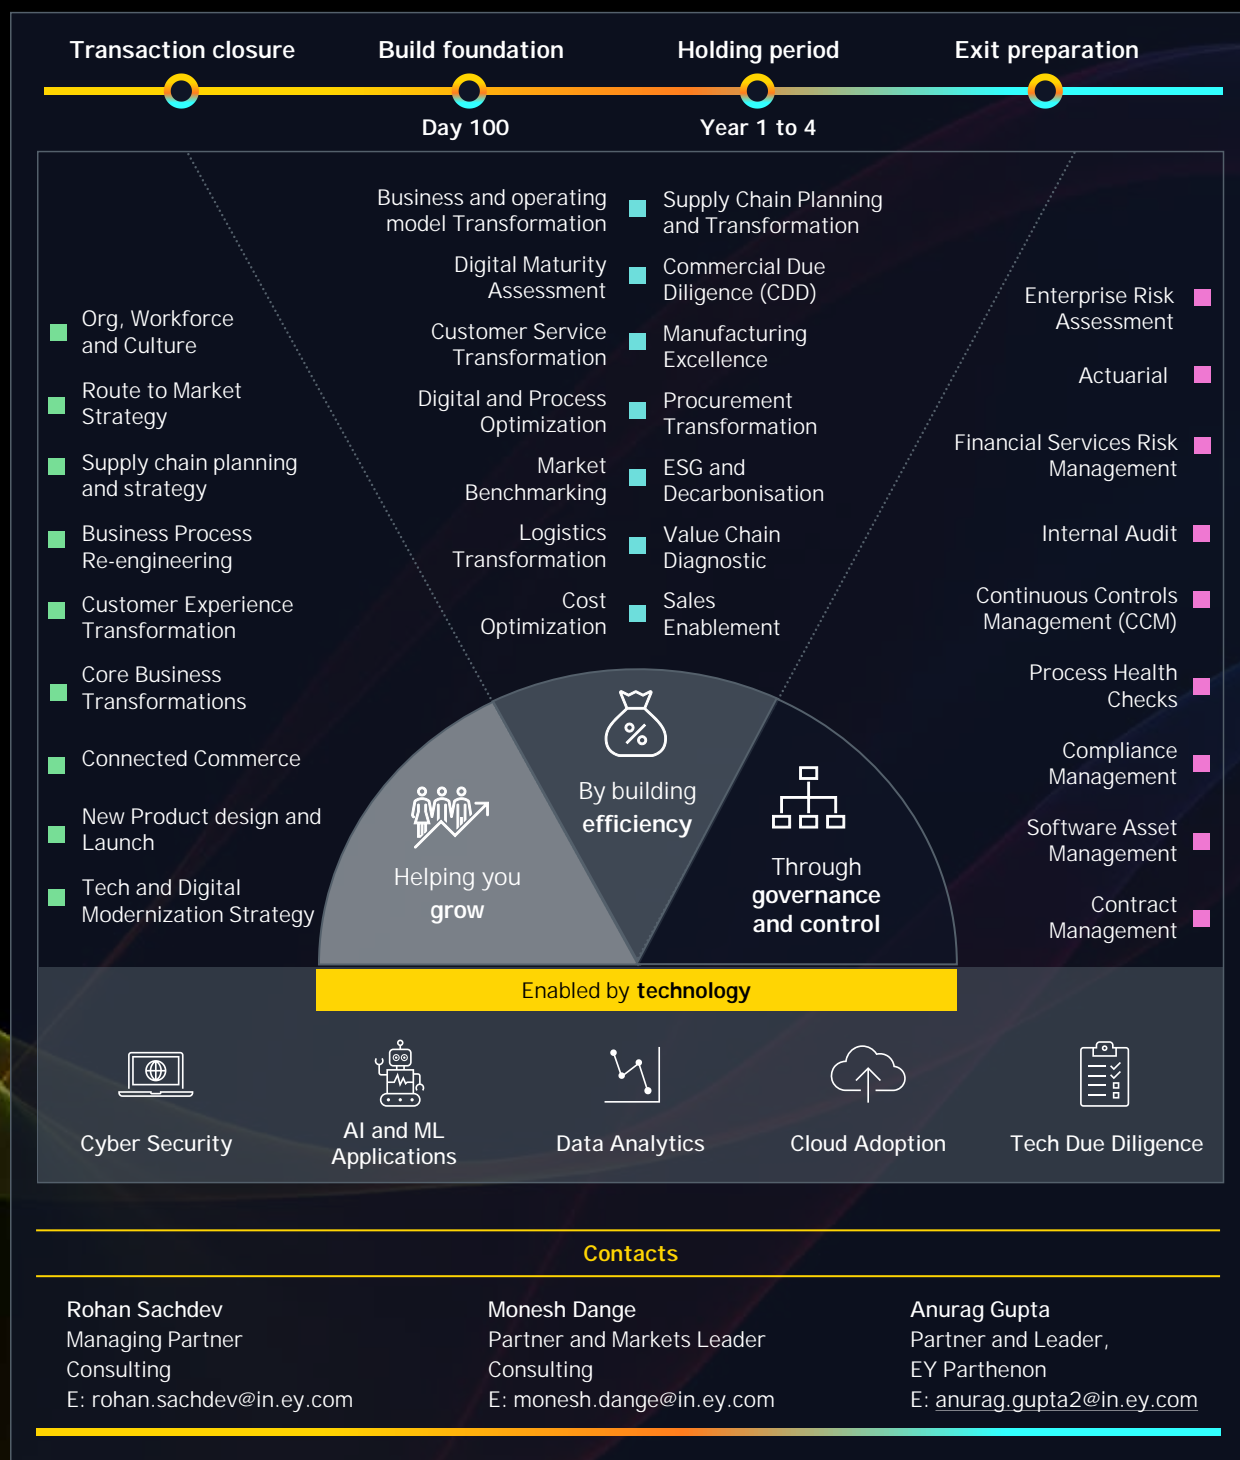 Transaction closure
Build foundation
Holding period
Exit preparation
Day 100
Year 1 to 4
Org, Workforce
and Culture
Route to Market
Strategy
Supply chain planning
and strategy
Business Process
Re-engineering
Customer Experience
Transformation
Core Business
Transformations
Connected Commerce
New Product design and
Launch
Tech and Digital
Modernization Strategy
Business and operating
model Transformation
Digital Maturity
Assessment
Customer Service
Transformation
Digital and Process
Optimization
Market
Benchmarking
Logistics
Transformation
Cost
Optimization
Supply Chain Planning
and Transformation
Commercial Due
Diligence (CDD)
Manufacturing
Excellence
Procurement
Transformation
ESG and
Decarbonisation
Value Chain
Diagnostic
Sales
Enablement
Enterprise Risk
Assessment
Actuarial
Financial Services Risk
Management
Internal Audit
Continuous Controls
Management (CCM)
Process Health
Checks
Compliance
Management
Software Asset
Management
Contract
Management
Helping you
grow
By building
efficiency
Through
governance
and control
Enabled by technology
Cyber Security
AI and ML
Applications
Data Analytics
Cloud Adoption
Tech Due Diligence
Contacts
Rohan Sachdev
Managing Partner
Consulting
E: rohan.sachdev@in.ey.com
Monesh Dange
Partner and Markets Leader
Consulting
E: monesh.dange@in.ey.com
Anurag Gupta
Partner and Leader,
EY Parthenon
E: anurag.gupta2@in.ey.com